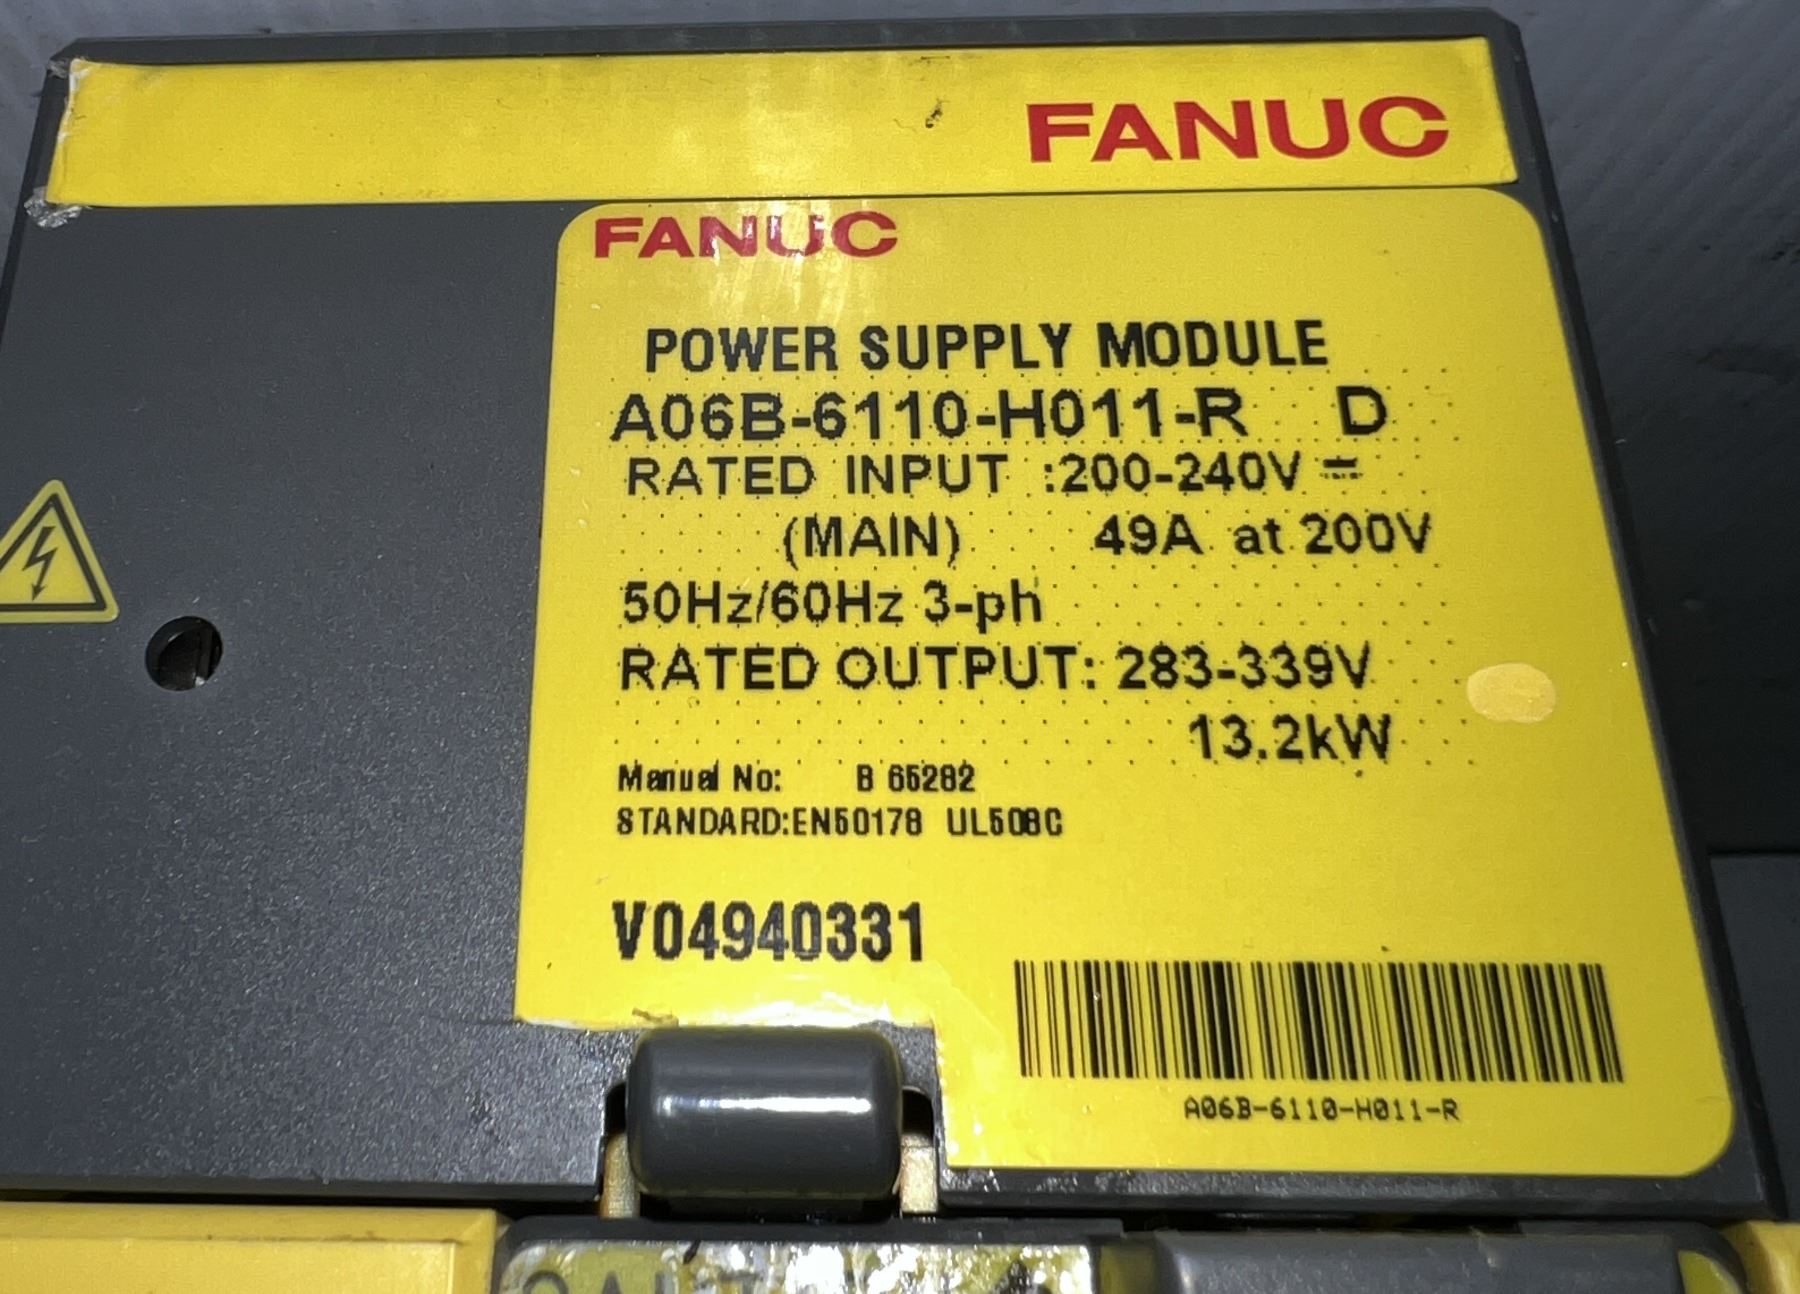 FANUC
FANUC
POWER SUPPLY MODULE
A06B-6110-H011-R D
RATED INPUT :200-240V =
(MAIN) 49A at 200V
50Hz/60Hz 3-ph
RATED OUTPUT: 283-339V
13.2kW
Manual No: B 65282
STANDARD:EN50178 UL508C
V04940331
A06B-6110-H011-R